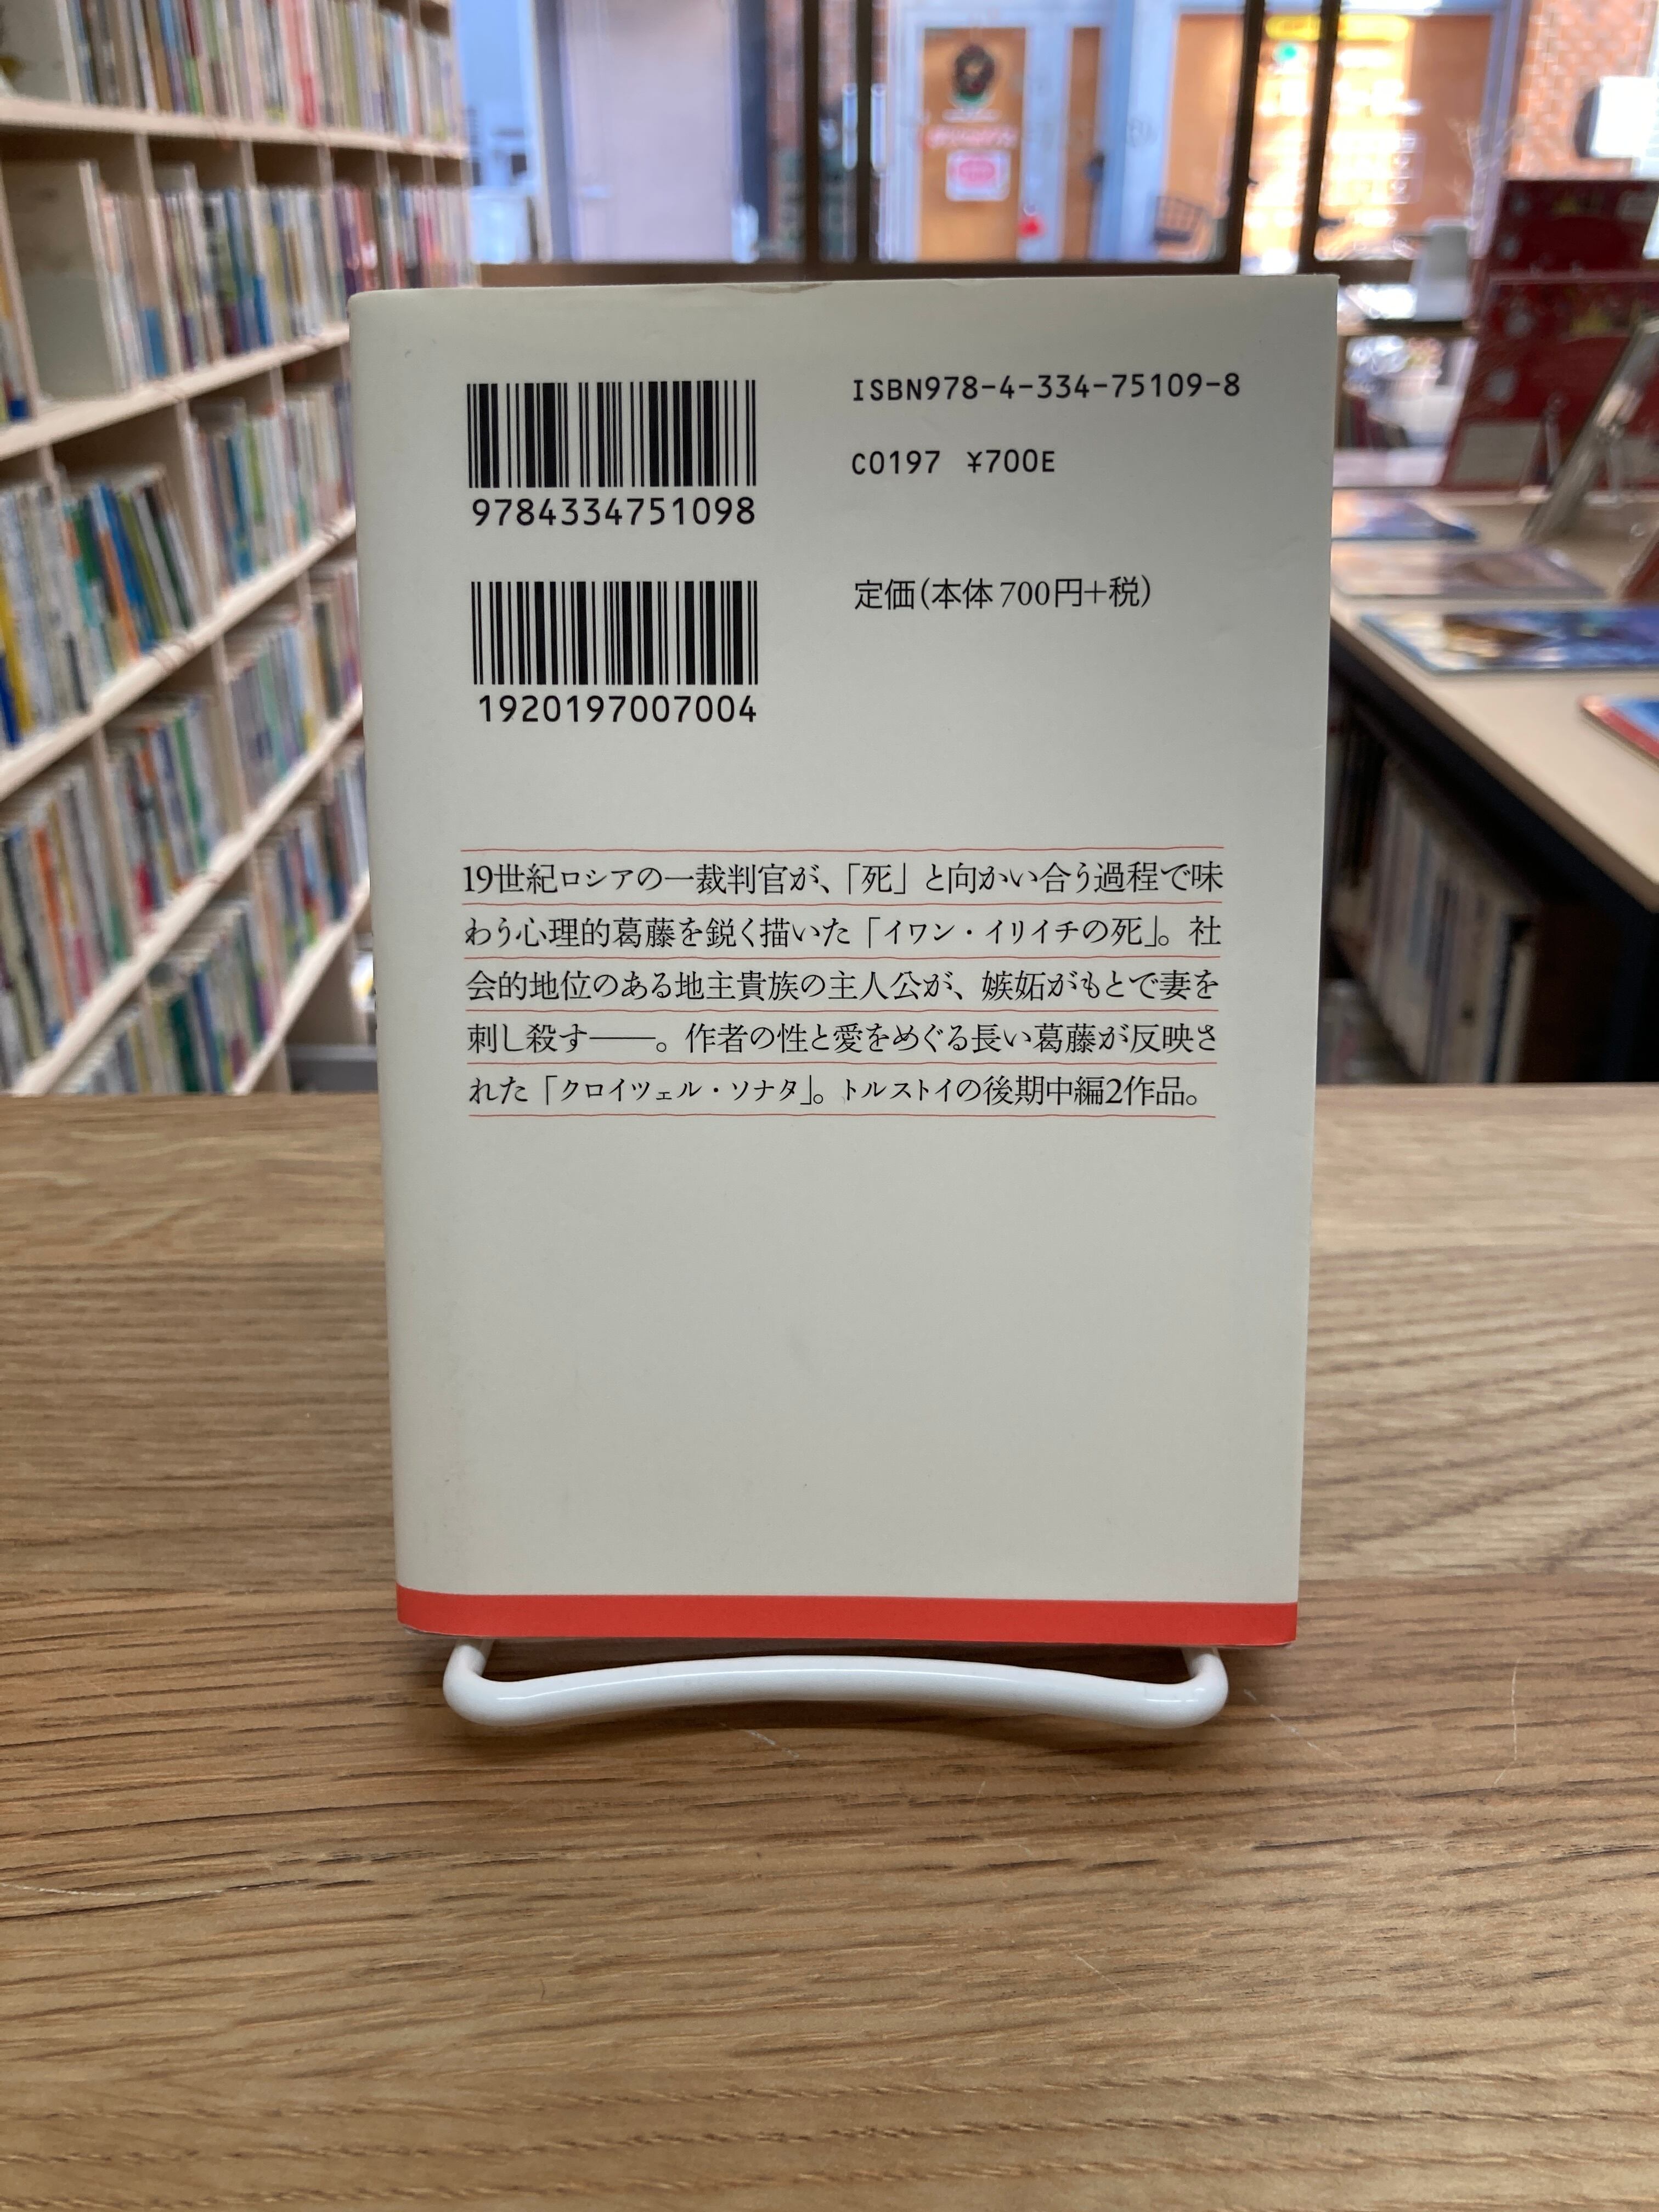 ISBN978-4-334-75109-8
C0197 ¥700E
9784334751098
定価(本体700円+税)
1920197007004
19世紀ロシアの一裁判官が、「死」と向かい合う過程で味
わう心理的葛藤を鋭く描いた「イワン・イリイチの死」。社
会的地位のある地主貴族の主人公が、嫉妬がもとで妻を
刺し殺す——。作者の性と愛をめぐる長い葛藤が反映さ
れた「クロイツェル・ソナタ」。トルストイの後期中編2作品。